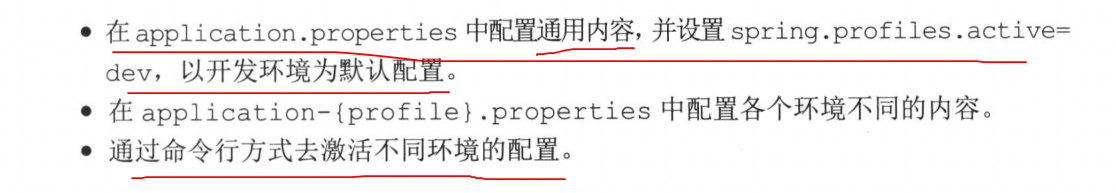 • 在 application.properties 中配置通用内容，并设置 spring.profiles.active=
dev，以开发环境为默认配置。
• 在 application-{profile}.properties 中配置各个环境不同的内容。
• 通过命令行方式去激活不同环境的配置。